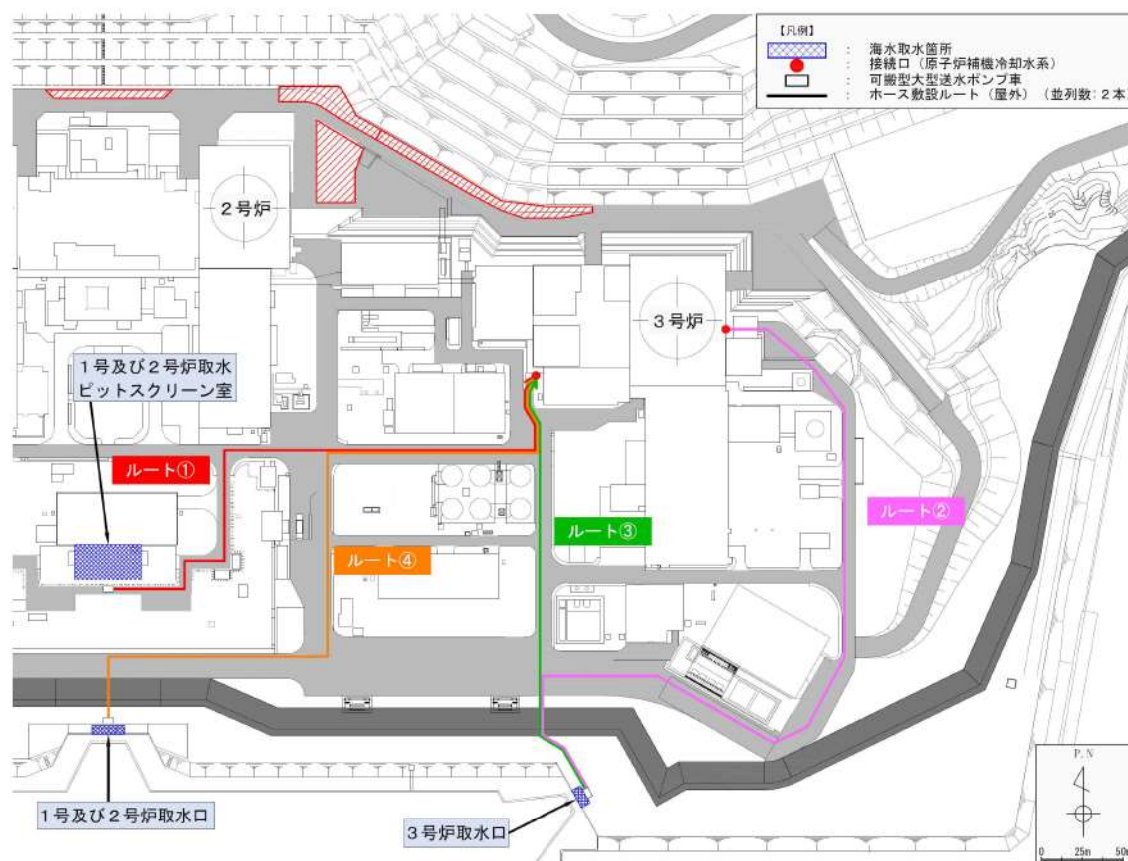 【凡例】
： 海水取水箇所
： 接続口（原子炉補機冷却水系）
： 可搬型大型送水ポンプ車
： ホース敷設ルート（屋外）（並列数：２本）
２号炉
３号炉
１号及び２号炉取水
ピットスクリーン室
ルート①
ルート②
ルート③
ルート④
１号及び２号炉取水口
３号炉取水口
P.N
0 25m 50m